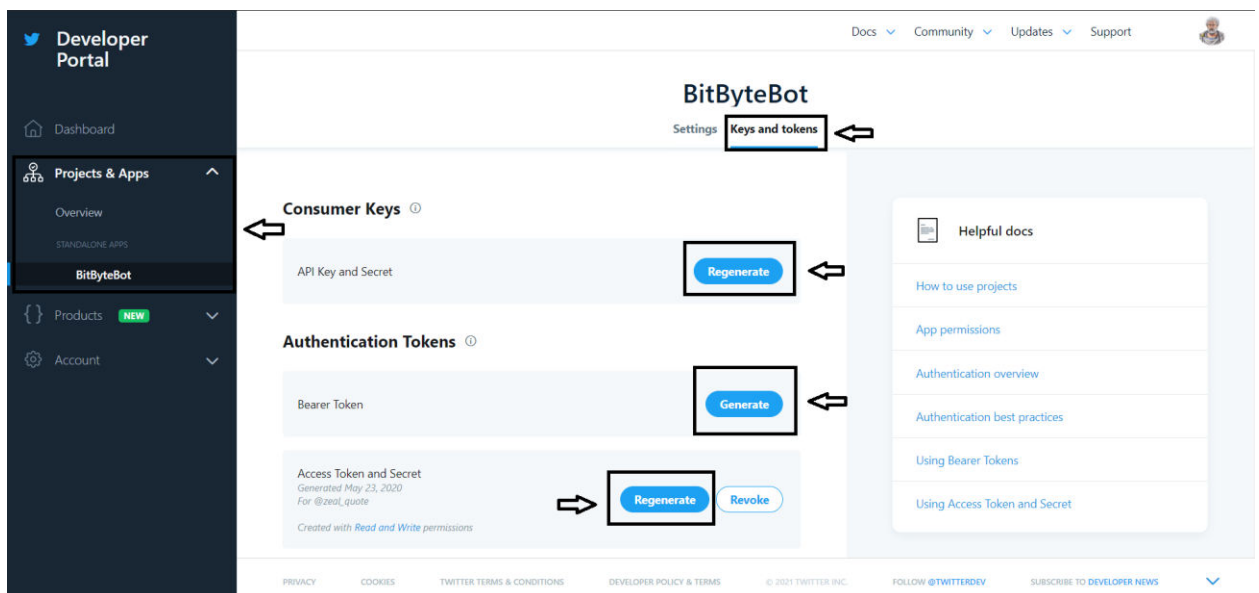 Developer
Portal
Docs Community Updates Support
BitByteBot
Settings Keys and tokens
Dashboard
Projects & Apps
Overview
STANDALONE APPS
BitByteBot
Products NEW
Account
Consumer Keys
API Key and Secret Regenerate
Authentication Tokens
Bearer Token Generate
Access Token and Secret
Generated May 23, 2020
For @zeal_quote
Created with Read and Write permissions
Regenerate Revoke
Helpful docs
How to use projects
App permissions
Authentication overview
Authentication best practices
Using Bearer Tokens
Using Access Token and Secret
PRIVACY COOKIES TWITTER TERMS & CONDITIONS DEVELOPER POLICY & TERMS © 2021 TWITTER INC. FOLLOW @TWITTERDEV SUBSCRIBE TO DEVELOPER NEWS